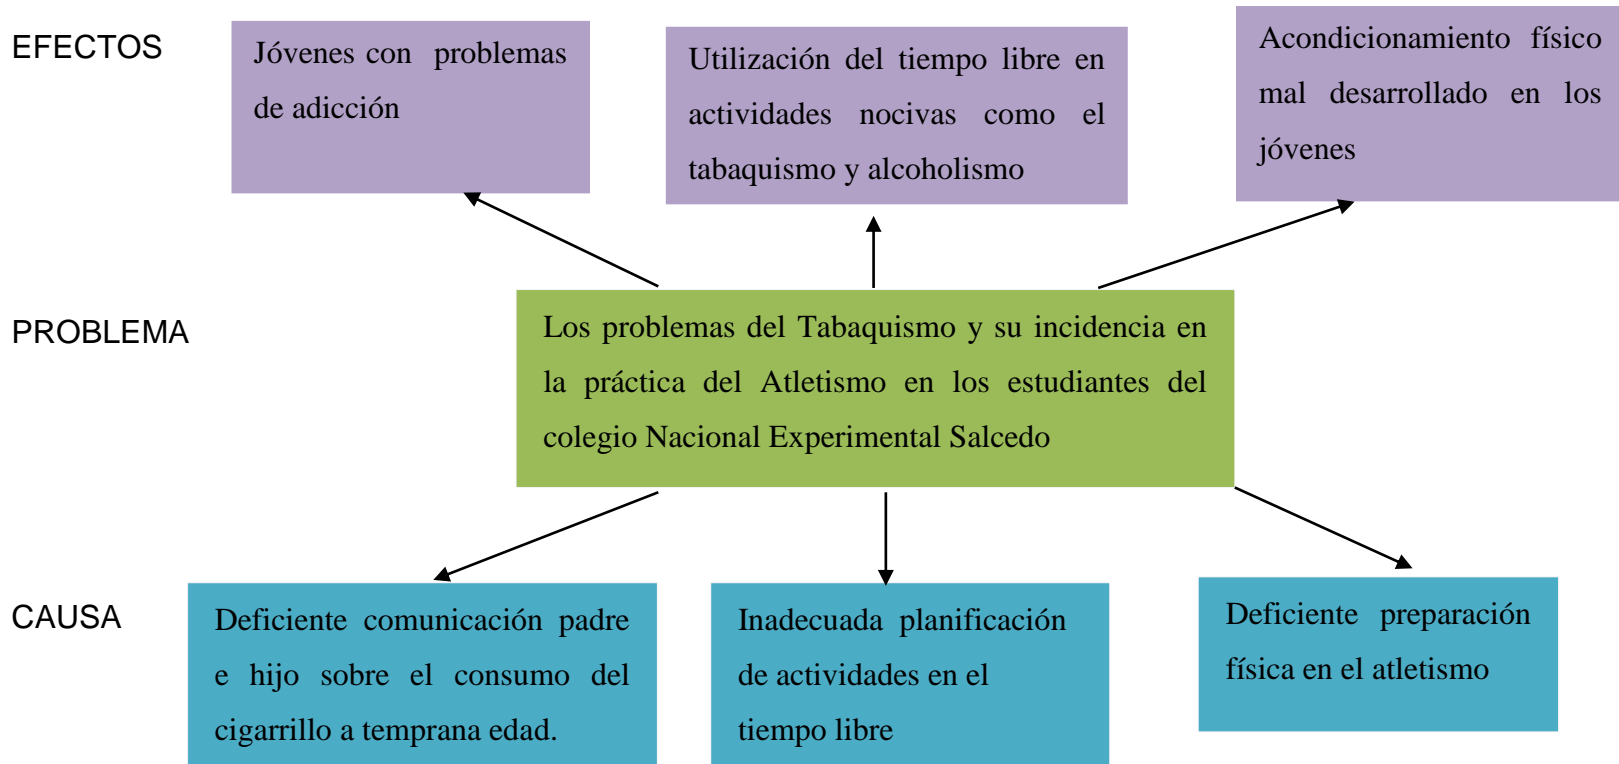 EFECTOS
Jóvenes con problemas
de adicción
Utilización del tiempo libre en
actividades nocivas como el
tabaquismo y alcoholismo
Acondicionamiento físico
mal desarrollado en los
jóvenes
PROBLEMA
Los problemas del Tabaquismo y su incidencia en
la práctica del Atletismo en los estudiantes del
colegio Nacional Experimental Salcedo
CAUSA
Deficiente comunicación padre
e hijo sobre el consumo del
cigarrillo a temprana edad.
Inadecuada planificación
de actividades en el
tiempo libre
Deficiente preparación
física en el atletismo